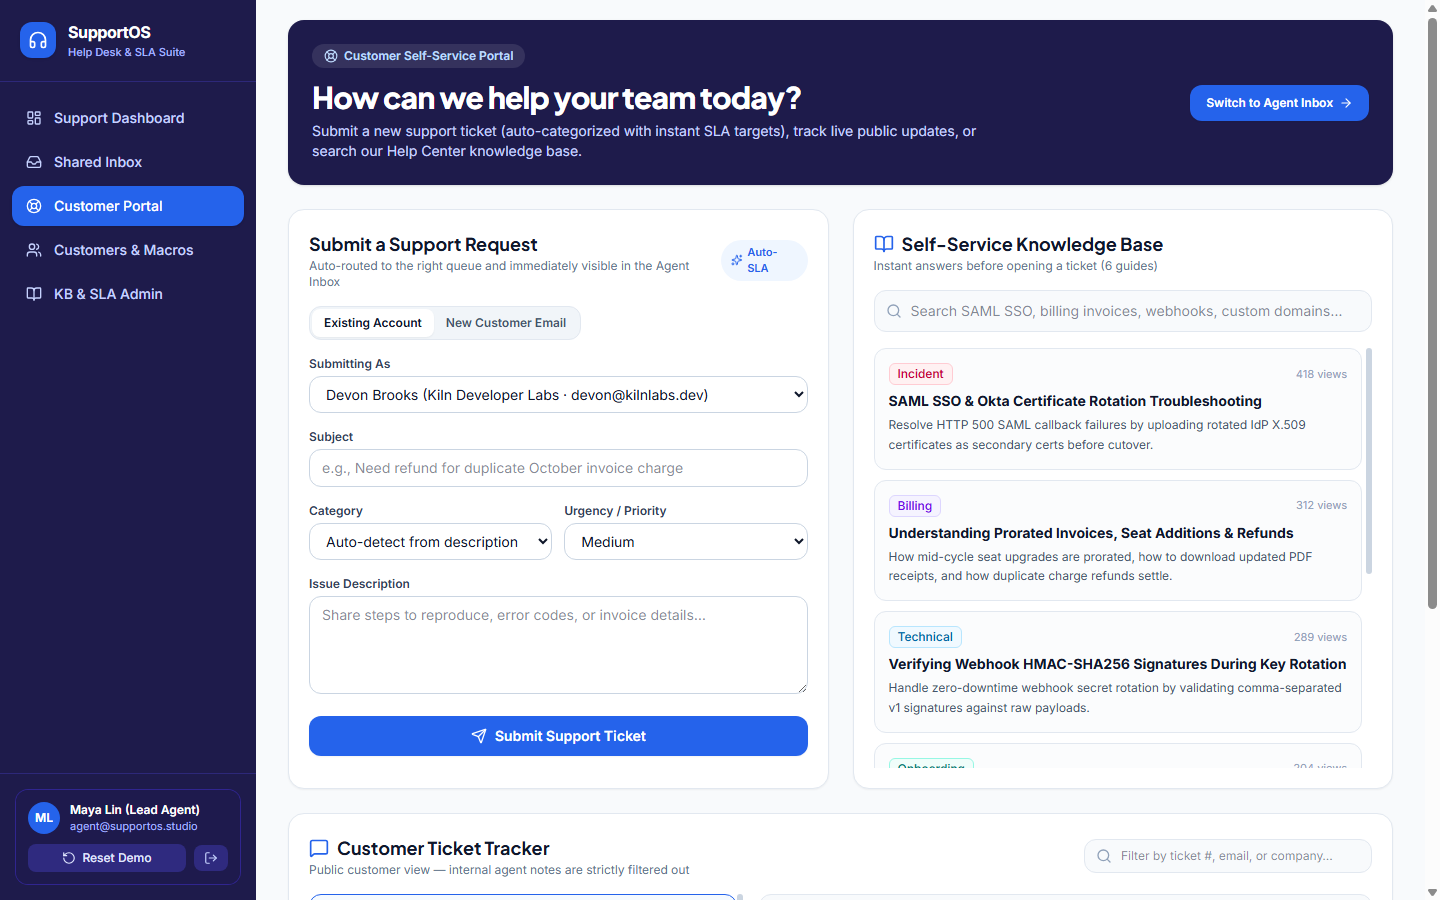 SupportOS
Help Desk & SLA Suite
Support Dashboard
Shared Inbox
Customer Portal
Customers & Macros
KB & SLA Admin
ML
Maya Lin (Lead Agent)
agent@supportos.studio
Reset Demo
Customer Self-Service Portal
How can we help your team today?
Submit a new support ticket (auto-categorized with instant SLA targets), track live public updates, or
search our Help Center knowledge base.
Switch to Agent Inbox
Submit a Support Request
Auto-routed to the right queue and immediately visible in the Agent
Inbox
Auto-
SLA
Existing Account
New Customer Email
Submitting As
Devon Brooks (Kiln Developer Labs · devon@kilnlabs.dev)
Subject
e.g., Need refund for duplicate October invoice charge
Category
Urgency / Priority
Auto-detect from description
Medium
Issue Description
Share steps to reproduce, error codes, or invoice details...
Submit Support Ticket
Self-Service Knowledge Base
Instant answers before opening a ticket (6 guides)
Search SAML SSO, billing invoices, webhooks, custom domains...
Incident
418 views
SAML SSO & Okta Certificate Rotation Troubleshooting
Resolve HTTP 500 SAML callback failures by uploading rotated IdP X.509
certificates as secondary certs before cutover.
Billing
312 views
Understanding Prorated Invoices, Seat Additions & Refunds
How mid-cycle seat upgrades are prorated, how to download updated PDF
receipts, and how duplicate charge refunds settle.
Technical
289 views
Verifying Webhook HMAC-SHA256 Signatures During Key Rotation
Handle zero-downtime webhook secret rotation by validating comma-separated
v1 signatures against raw payloads.
Onboarding
204 views
Customer Ticket Tracker
Public customer view — internal agent notes are strictly filtered out
Filter by ticket #, email, or company...